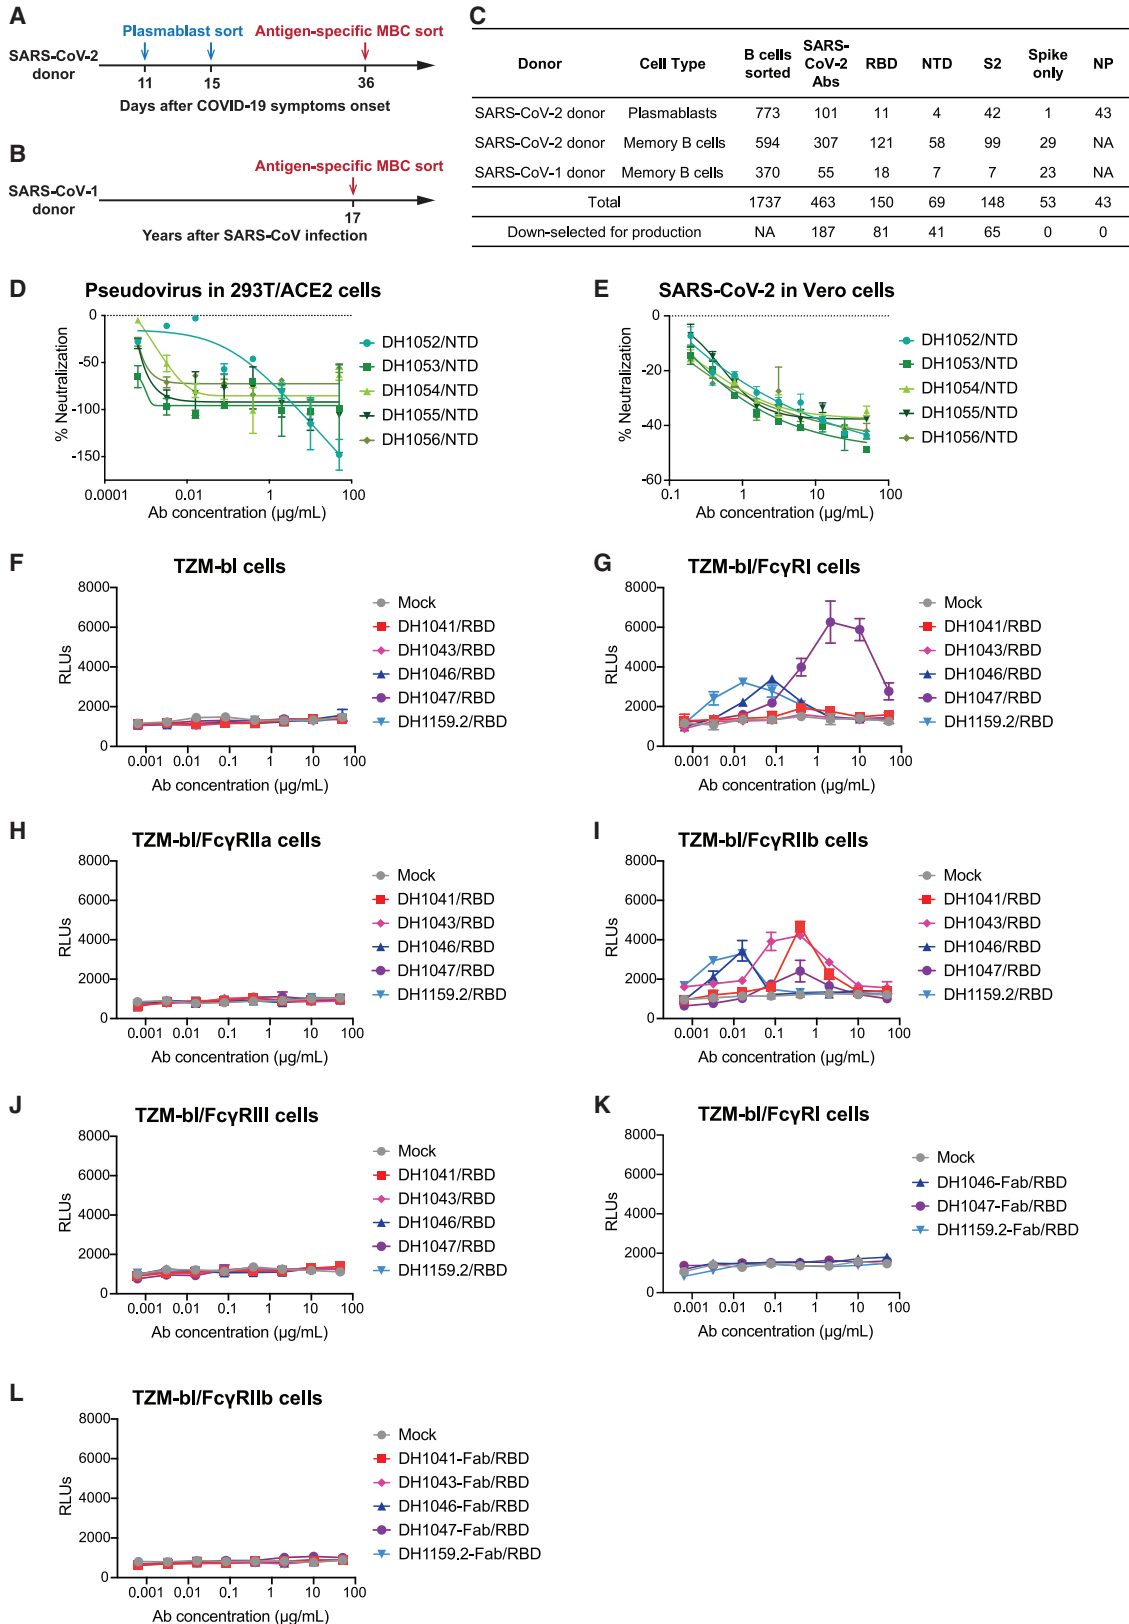 A
Plasmablast sort
Antigen-specific MBC sort
SARS-CoV-2
donor
11
15
36
Days after COVID-19 symptoms onset
B
Antigen-specific MBC sort
SARS-CoV-1
donor
17
Years after SARS-CoV infection
C
Donor Cell Type B cells sorted SARS-CoV-2 Abs RBD NTD S2 Spike only NP
SARS-CoV-2 donor Plasmablasts 773 101 11 4 42 1 43
SARS-CoV-2 donor Memory B cells 594 307 121 58 99 29 NA
SARS-CoV-1 donor Memory B cells 370 55 18 7 7 23 NA
Total 1737 463 150 69 148 53 43
Down-selected for production NA 187 81 41 65 0 0
D
Pseudovirus in 293T/ACE2 cells
% Neutralization
0
-50
-100
-150
0.0001 0.01 1 100
Ab concentration (µg/mL)
DH1052/NTD
DH1053/NTD
DH1054/NTD
DH1055/NTD
DH1056/NTD
E
SARS-CoV-2 in Vero cells
% Neutralization
0
-20
-40
-60
0.1 1 10 100
Ab concentration (µg/mL)
DH1052/NTD
DH1053/NTD
DH1054/NTD
DH1055/NTD
DH1056/NTD
F
TZM-bl cells
RLUs
8000
6000
4000
2000
0
0.001 0.01 0.1 1 10 100
Ab concentration (µg/mL)
Mock
DH1041/RBD
DH1043/RBD
DH1046/RBD
DH1047/RBD
DH1159.2/RBD
G
TZM-bl/FcγRI cells
RLUs
8000
6000
4000
2000
0
0.001 0.01 0.1 1 10 100
Ab concentration (µg/mL)
Mock
DH1041/RBD
DH1043/RBD
DH1046/RBD
DH1047/RBD
DH1159.2/RBD
H
TZM-bl/FcγRIIa cells
RLUs
8000
6000
4000
2000
0
0.001 0.01 0.1 1 10 100
Ab concentration (µg/mL)
Mock
DH1041/RBD
DH1043/RBD
DH1046/RBD
DH1047/RBD
DH1159.2/RBD
I
TZM-bl/FcγRIIb cells
RLUs
8000
6000
4000
2000
0
0.001 0.01 0.1 1 10 100
Ab concentration (µg/mL)
Mock
DH1041/RBD
DH1043/RBD
DH1046/RBD
DH1047/RBD
DH1159.2/RBD
J
TZM-bl/FcγRIII cells
RLUs
8000
6000
4000
2000
0
0.001 0.01 0.1 1 10 100
Ab concentration (µg/mL)
Mock
DH1041/RBD
DH1043/RBD
DH1046/RBD
DH1047/RBD
DH1159.2/RBD
K
TZM-bl/FcγRI cells
RLUs
8000
6000
4000
2000
0
0.001 0.01 0.1 1 10 100
Ab concentration (µg/mL)
Mock
DH1046-Fab/RBD
DH1047-Fab/RBD
DH1159.2-Fab/RBD
L
TZM-bl/FcγRIIb cells
RLUs
8000
6000
4000
2000
0
0.001 0.01 0.1 1 10 100
Ab concentration (µg/mL)
Mock
DH1041-Fab/RBD
DH1043-Fab/RBD
DH1046-Fab/RBD
DH1047-Fab/RBD
DH1159.2-Fab/RBD